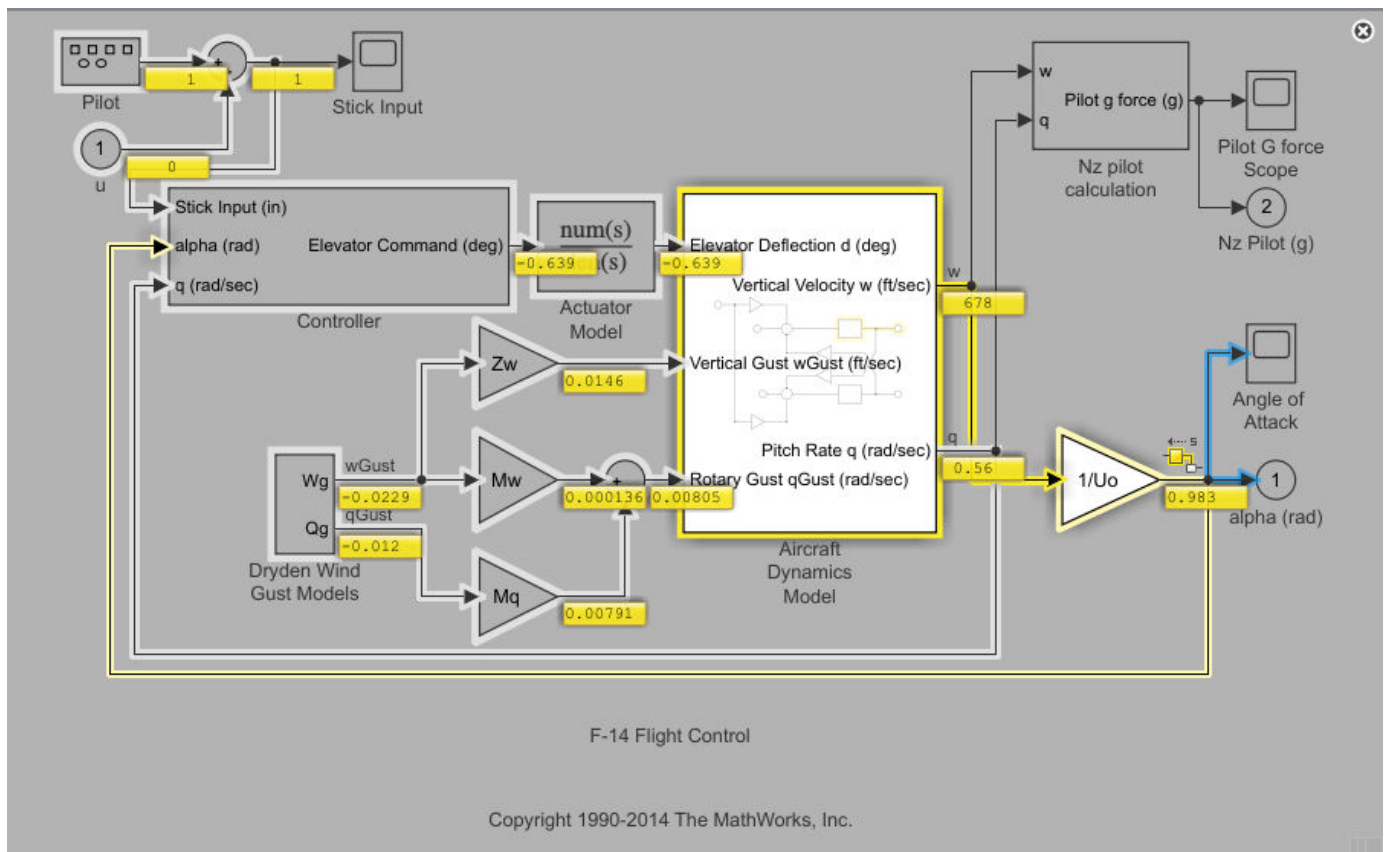 Pilot
1
1
Stick Input
1
u
0
Stick Input (in)
alpha (rad)
q (rad/sec)
Elevator Command (deg)
Controller
-0.639
num(s)
Actuator
Model
-0.639
Elevator Deflection d (deg)
Vertical Velocity w (ft/sec)
Vertical Gust wGust (ft/sec)
Pitch Rate q (rad/sec)
Rotary Gust qGust (rad/sec)
Aircraft
Dynamics
Model
w
678
q
0.56
w
q
Pilot g force (g)
Nz pilot
calculation
Pilot G force
Scope
2
Nz Pilot (g)
Angle of
Attack
s
1/Uo
0.983
1
alpha (rad)
Zw
0.0146
Wg
Qg
wGust
-0.0229
qGust
-0.012
Dryden Wind
Gust Models
Mw
0.000136
0.00805
Mq
0.00791
F-14 Flight Control
Copyright 1990-2014 The MathWorks, Inc.